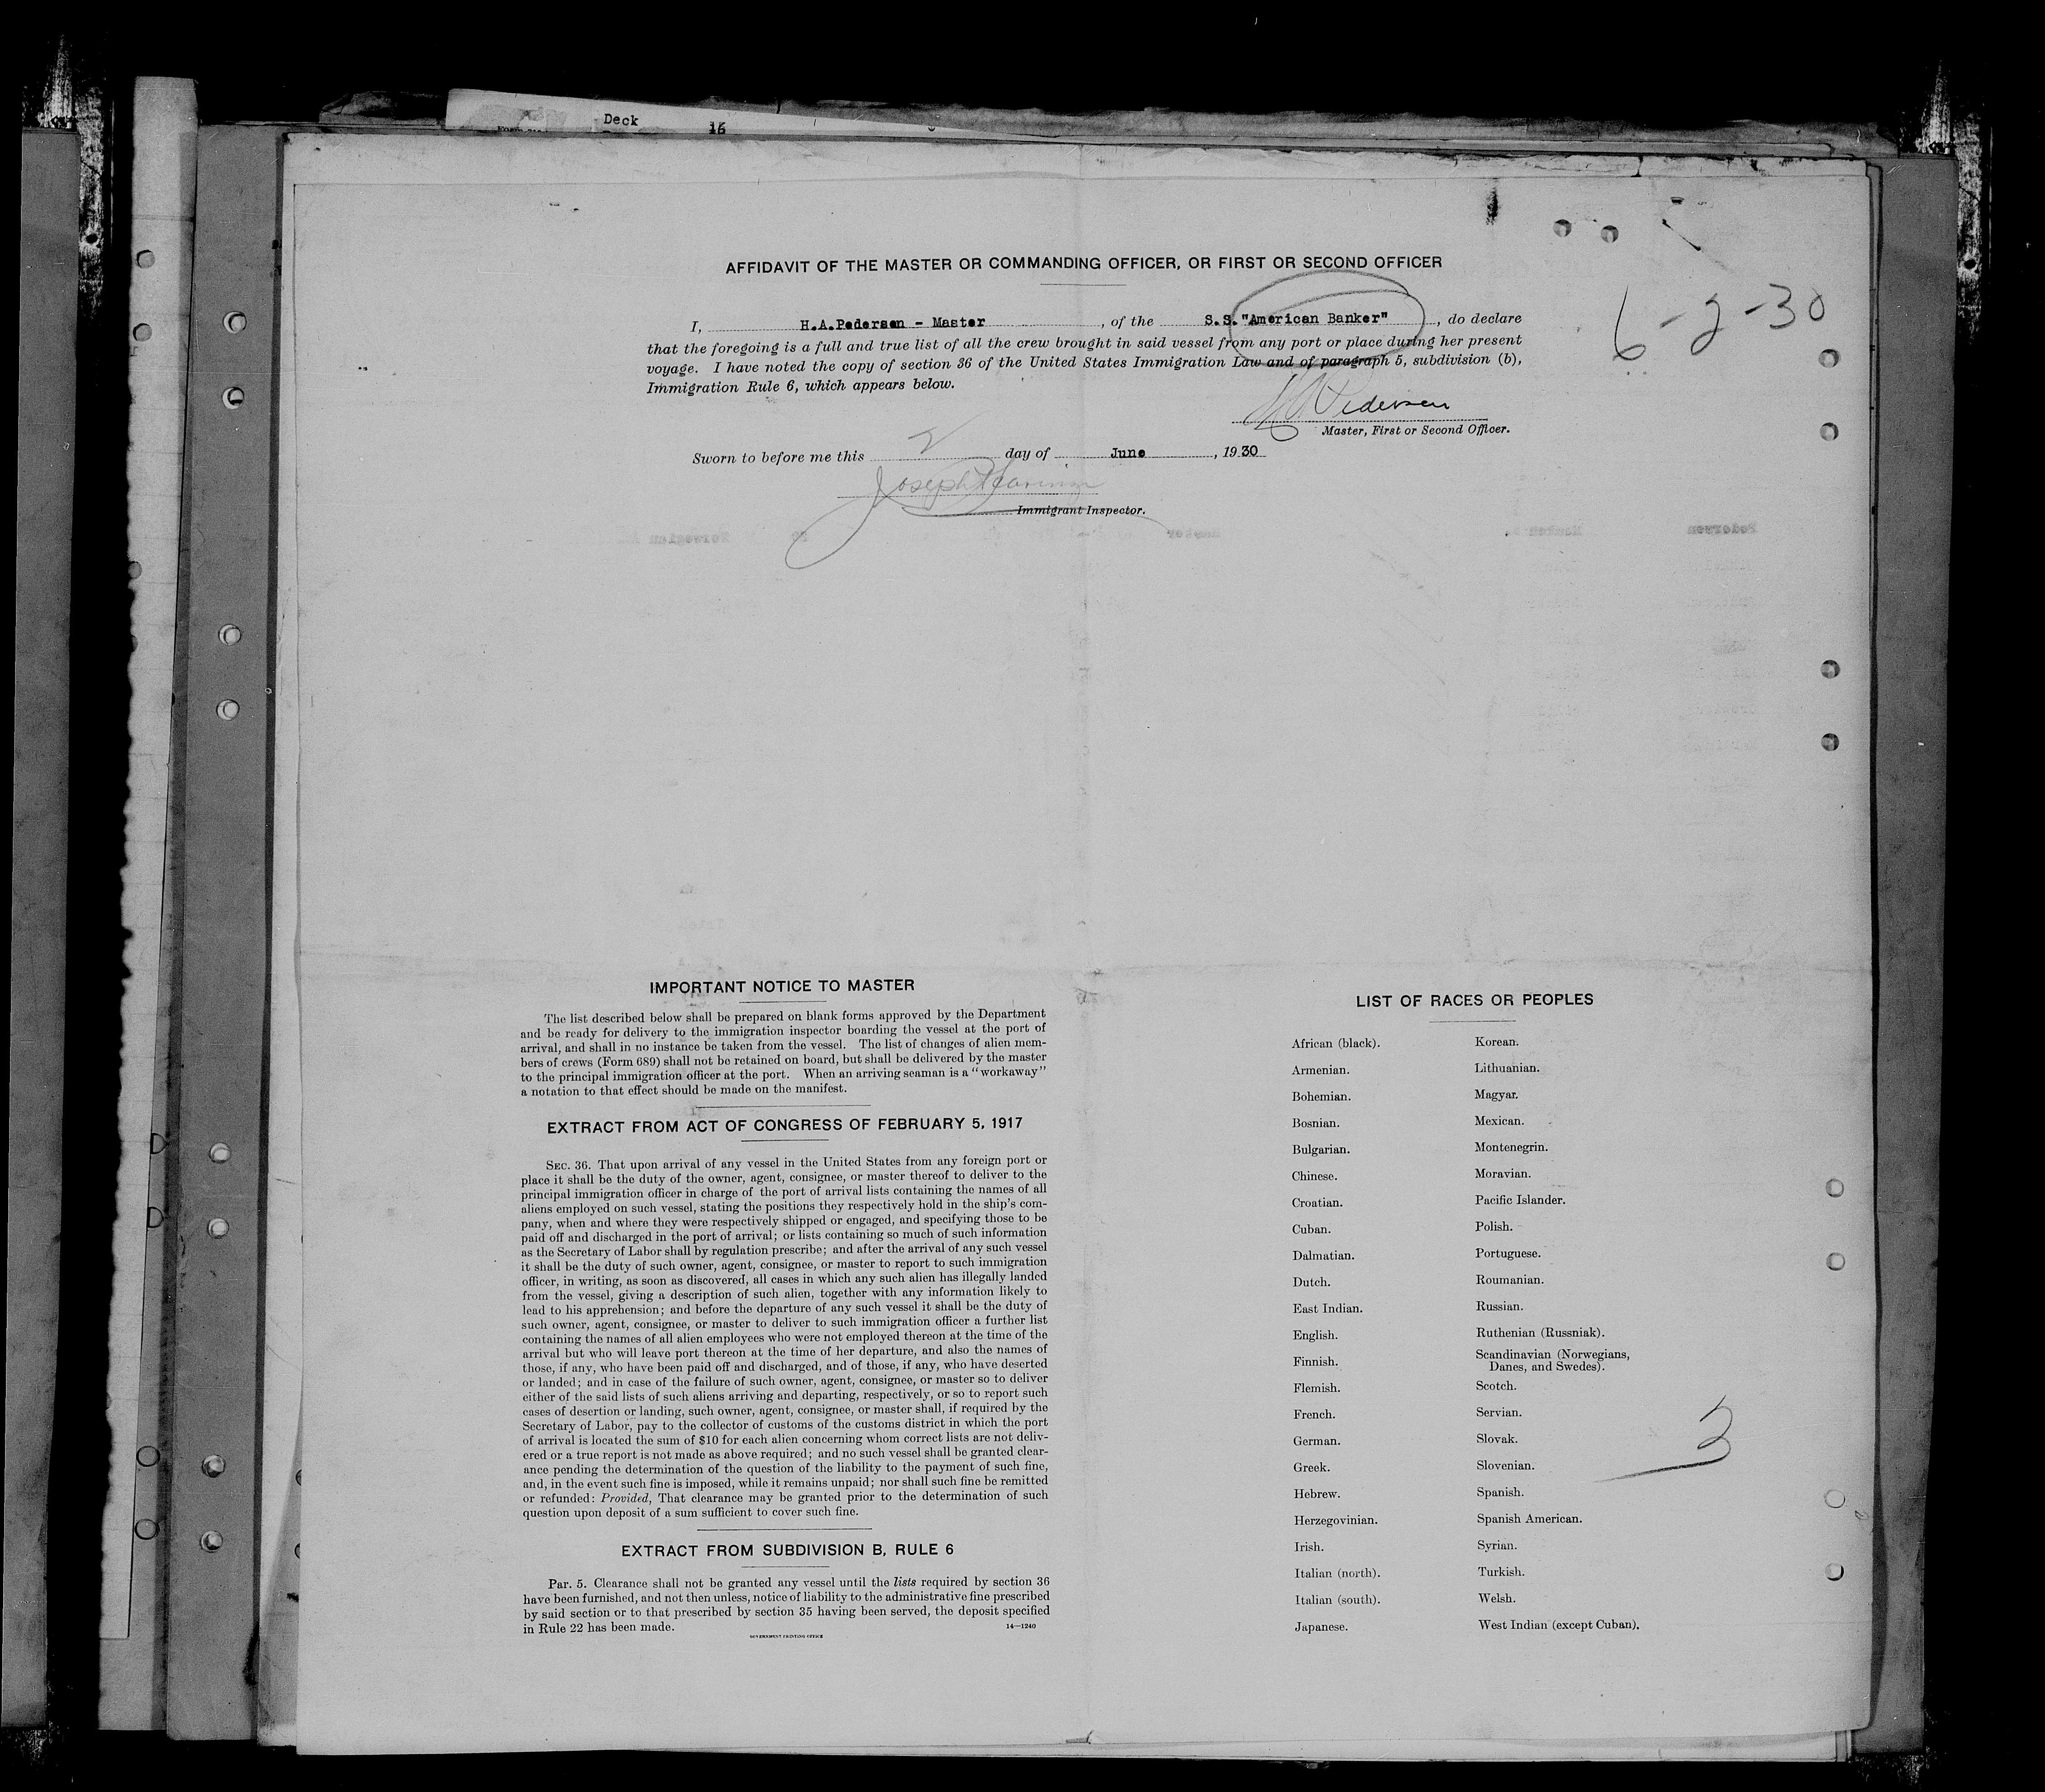 Deck 16
AFFIDAVIT OF THE MASTER OR COMMANDING OFFICER, OR FIRST OR SECOND OFFICER
I, H.A.Pedersen - Master, of the S.S."American Banker", do declare
that the foregoing is a full and true list of all the crew brought in said vessel from any port or place during her present
voyage. I have noted the copy of section 36 of the United States Immigration Law and of paragraph 5, subdivision (b),
Immigration Rule 6, which appears below.
6-2-30
HA Pedersen
Master, First or Second Officer.
Sworn to before me this 2 day of June, 1930
Joseph
Immigrant Inspector.
IMPORTANT NOTICE TO MASTER
The list described below shall be prepared on blank forms approved by the Department
and be ready for delivery to the immigration inspector boarding the vessel at the port of
arrival, and shall in no instance be taken from the vessel. The list of changes of alien mem-
bers of crews (Form 689) shall not be retained on board, but shall be delivered by the master
to the principal immigration officer at the port. When an arriving seaman is a "workaway"
a notation to that effect should be made on the manifest.
EXTRACT FROM ACT OF CONGRESS OF FEBRUARY 5, 1917
SEC. 36. That upon arrival of any vessel in the United States from any foreign port or
place it shall be the duty of the owner, agent, consignee, or master thereof to deliver to the
principal immigration officer in charge of the port of arrival lists containing the names of all
aliens employed on such vessel, stating the positions they respectively hold in the ship's com-
pany, when and where they were respectively shipped or engaged, and specifying those to be
paid off and discharged in the port of arrival; or lists containing so much of such information
as the Secretary of Labor shall by regulation prescribe; and after the arrival of any such vessel
it shall be the duty of such owner, agent, consignee, or master to report to such immigration
officer, in writing, as soon as discovered, all cases in which any such alien has illegally landed
from the vessel, giving a description of such alien, together with any information likely to
lead to his apprehension; and before the departure of any such vessel it shall be the duty of
such owner, agent, consignee, or master to deliver to such immigration officer a further list
containing the names of all alien employees who were not employed thereon at the time of the
arrival but who will leave port thereon at the time of her departure, and also the names of
those, if any, who have been paid off and discharged, and of those, if any, who have deserted
or landed; and in case of the failure of such owner, agent, consignee, or master so to deliver
either of the said lists of such aliens arriving and departing, respectively, or so to report such
cases of desertion or landing, such owner, agent, consignee, or master shall, if required by the
Secretary of Labor, pay to the collector of customs of the customs district in which the port
of arrival is located the sum of $10 for each alien concerning whom correct lists are not deliv-
ered or a true report is not made as above required; and no such vessel shall be granted clear-
ance pending the determination of the question of the liability to the payment of such fine,
and, in the event such fine is imposed, while it remains unpaid; nor shall such fine be remitted
or refunded: Provided, That clearance may be granted prior to the determination of such
question upon deposit of a sum sufficient to cover such fine.
EXTRACT FROM SUBDIVISION B, RULE 6
Par. 5. Clearance shall not be granted any vessel until the lists required by section 36
have been furnished, and not then unless, notice of liability to the administrative fine prescribed
by said section or to that prescribed by section 35 having been served, the deposit specified
in Rule 22 has been made. 14—1240
GOVERNMENT PRINTING OFFICE
LIST OF RACES OR PEOPLES
African (black). Korean.
Armenian. Lithuanian.
Bohemian. Magyar.
Bosnian. Mexican.
Bulgarian. Montenegrin.
Chinese. Moravian.
Croatian. Pacific Islander.
Cuban. Polish.
Dalmatian. Portuguese.
Dutch. Roumanian.
East Indian. Russian.
English. Ruthenian (Russniak).
Finnish. Scandinavian (Norwegians,
Danes, and Swedes).
Flemish. Scotch.
French. Servian.
German. Slovak.
Greek. Slovenian.
Hebrew. Spanish.
Herzegovinian. Spanish American.
Irish. Syrian.
Italian (north). Turkish.
Italian (south). Welsh.
Japanese. West Indian (except Cuban).
3